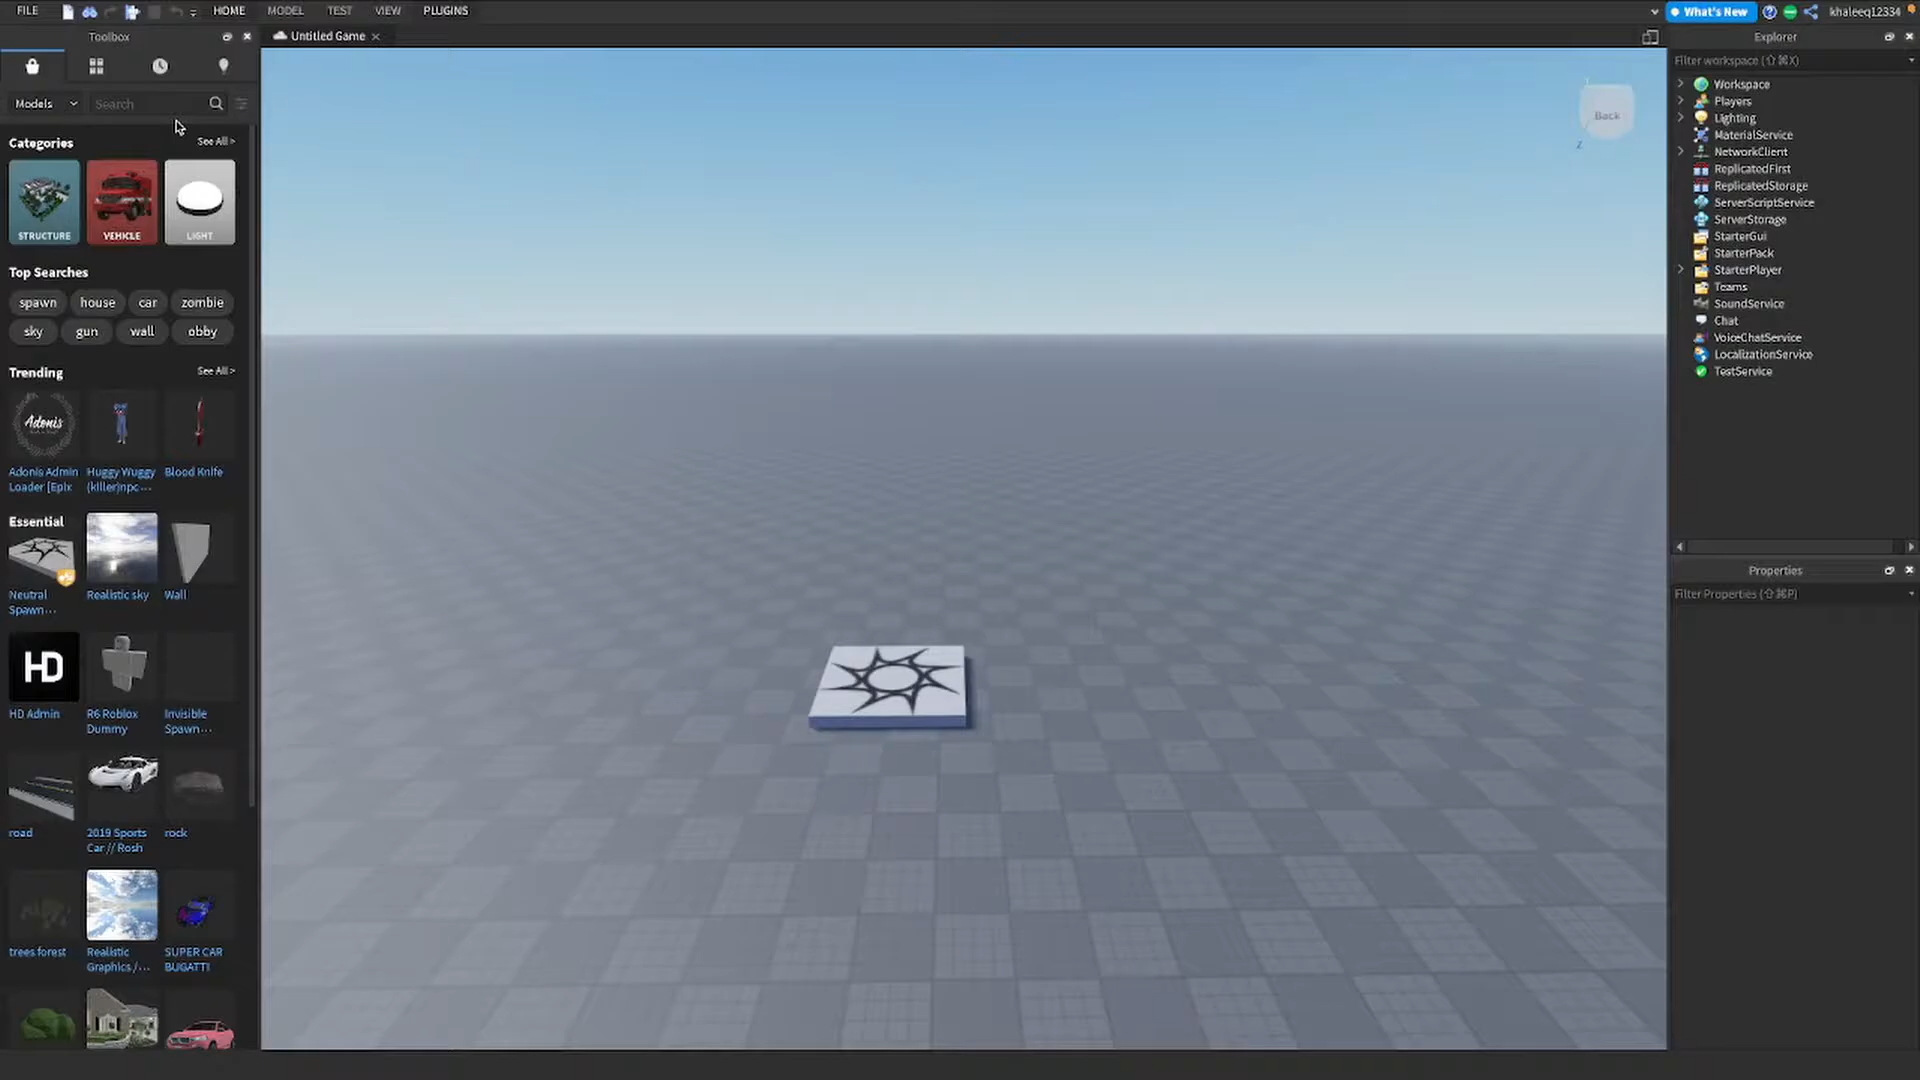 FILE
HOME
MODEL
TEST
VIEW
PLUGINS
What's New
khaleeq12334
Toolbox
Untitled Game
Explorer
Models
Search
Categories
See All >
STRUCTURE
VEHICLE
LIGHT
Top Searches
spawn
house
car
zombie
sky
gun
wall
obby
Trending
See All >
Adonis
Adonis Admin
Loader [Epix
Huggy Wuggy
(killer)npc...
Blood Knife
Essential
Neutral
Spawn...
Realistic sky
Wall
HD
HD Admin
R6 Roblox
Dummy
Invisible
Spawn...
road
2019 Sports
Car // Rosh
rock
trees forest
Realistic
Graphics /...
SUPER CAR
BUGATTI
Back
Z
Filter workspace (⇧⌘X)
Workspace
Players
Lighting
MaterialService
NetworkClient
ReplicatedFirst
ReplicatedStorage
ServerScriptService
ServerStorage
StarterGui
StarterPack
StarterPlayer
Teams
SoundService
Chat
VoiceChatService
LocalizationService
TestService
Properties
Filter Properties (⇧⌘P)